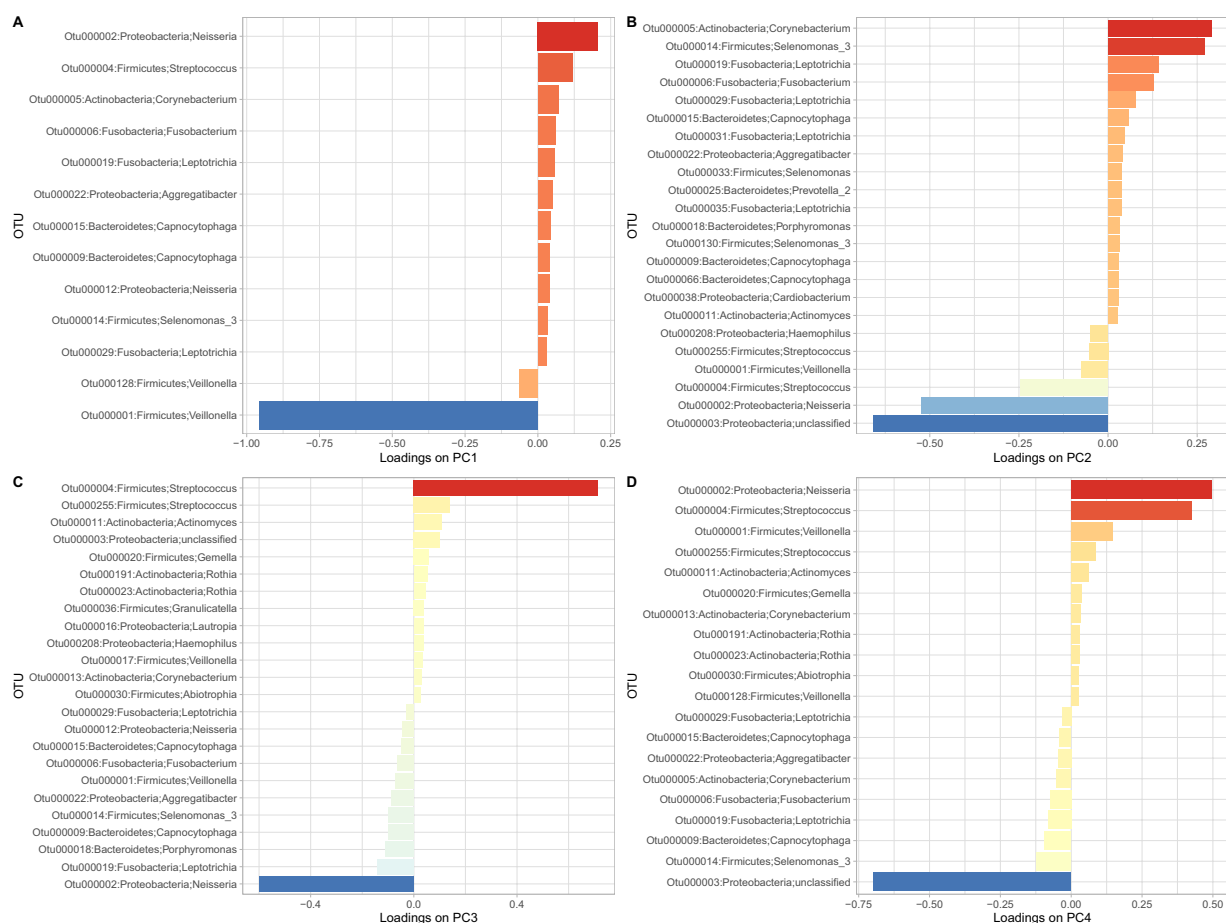 A
Otu000002:Proteobacteria;Neisseria
Otu000004:Firmicutes;Streptococcus
Otu000005:Actinobacteria;Corynebacterium
Otu000006:Fusobacteria;Fusobacterium
Otu000019:Fusobacteria;Leptotrichia
Otu000022:Proteobacteria;Aggregatibacter
Otu000015:Bacteroidetes;Capnocytophaga
Otu000009:Bacteroidetes;Capnocytophaga
Otu000012:Proteobacteria;Neisseria
Otu000014:Firmicutes;Selenomonas_3
Otu000029:Fusobacteria;Leptotrichia
Otu000128:Firmicutes;Veillonella
Otu000001:Firmicutes;Veillonella
OTU
−1.00 −0.75 −0.50 −0.25 0.00 0.25
Loadings on PC1
B
Otu000005:Actinobacteria;Corynebacterium
Otu000014:Firmicutes;Selenomonas_3
Otu000019:Fusobacteria;Leptotrichia
Otu000006:Fusobacteria;Fusobacterium
Otu000029:Fusobacteria;Leptotrichia
Otu000015:Bacteroidetes;Capnocytophaga
Otu000031:Fusobacteria;Leptotrichia
Otu000022:Proteobacteria;Aggregatibacter
Otu000033:Firmicutes;Selenomonas
Otu000025:Bacteroidetes;Prevotella_2
Otu000035:Fusobacteria;Leptotrichia
Otu000018:Bacteroidetes;Porphyromonas
Otu000130:Firmicutes;Selenomonas_3
Otu000009:Bacteroidetes;Capnocytophaga
Otu000066:Bacteroidetes;Capnocytophaga
Otu000038:Proteobacteria;Cardiobacterium
Otu000011:Actinobacteria;Actinomyces
Otu000208:Proteobacteria;Haemophilus
Otu000255:Firmicutes;Streptococcus
Otu000001:Firmicutes;Veillonella
Otu000004:Firmicutes;Streptococcus
Otu000002:Proteobacteria;Neisseria
Otu000003:Proteobacteria;unclassified
OTU
−0.50 −0.25 0.00 0.25
Loadings on PC2
C
Otu000004:Firmicutes;Streptococcus
Otu000255:Firmicutes;Streptococcus
Otu000011:Actinobacteria;Actinomyces
Otu000003:Proteobacteria;unclassified
Otu000020:Firmicutes;Gemella
Otu000191:Actinobacteria;Rothia
Otu000023:Actinobacteria;Rothia
Otu000036:Firmicutes;Granulicatella
Otu000016:Proteobacteria;Lautropia
Otu000208:Proteobacteria;Haemophilus
Otu000017:Firmicutes;Veillonella
Otu000013:Actinobacteria;Corynebacterium
Otu000030:Firmicutes;Abiotrophia
Otu000029:Fusobacteria;Leptotrichia
Otu000012:Proteobacteria;Neisseria
Otu000015:Bacteroidetes;Capnocytophaga
Otu000006:Fusobacteria;Fusobacterium
Otu000001:Firmicutes;Veillonella
Otu000022:Proteobacteria;Aggregatibacter
Otu000014:Firmicutes;Selenomonas_3
Otu000009:Bacteroidetes;Capnocytophaga
Otu000018:Bacteroidetes;Porphyromonas
Otu000019:Fusobacteria;Leptotrichia
Otu000002:Proteobacteria;Neisseria
OTU
−0.4 0.0 0.4
Loadings on PC3
D
Otu000002:Proteobacteria;Neisseria
Otu000004:Firmicutes;Streptococcus
Otu000001:Firmicutes;Veillonella
Otu000255:Firmicutes;Streptococcus
Otu000011:Actinobacteria;Actinomyces
Otu000020:Firmicutes;Gemella
Otu000013:Actinobacteria;Corynebacterium
Otu000191:Actinobacteria;Rothia
Otu000023:Actinobacteria;Rothia
Otu000030:Firmicutes;Abiotrophia
Otu000128:Firmicutes;Veillonella
Otu000029:Fusobacteria;Leptotrichia
Otu000015:Bacteroidetes;Capnocytophaga
Otu000022:Proteobacteria;Aggregatibacter
Otu000005:Actinobacteria;Corynebacterium
Otu000006:Fusobacteria;Fusobacterium
Otu000019:Fusobacteria;Leptotrichia
Otu000009:Bacteroidetes;Capnocytophaga
Otu000014:Firmicutes;Selenomonas_3
Otu000003:Proteobacteria;unclassified
OTU
−0.75 −0.50 −0.25 0.00 0.25 0.50
Loadings on PC4